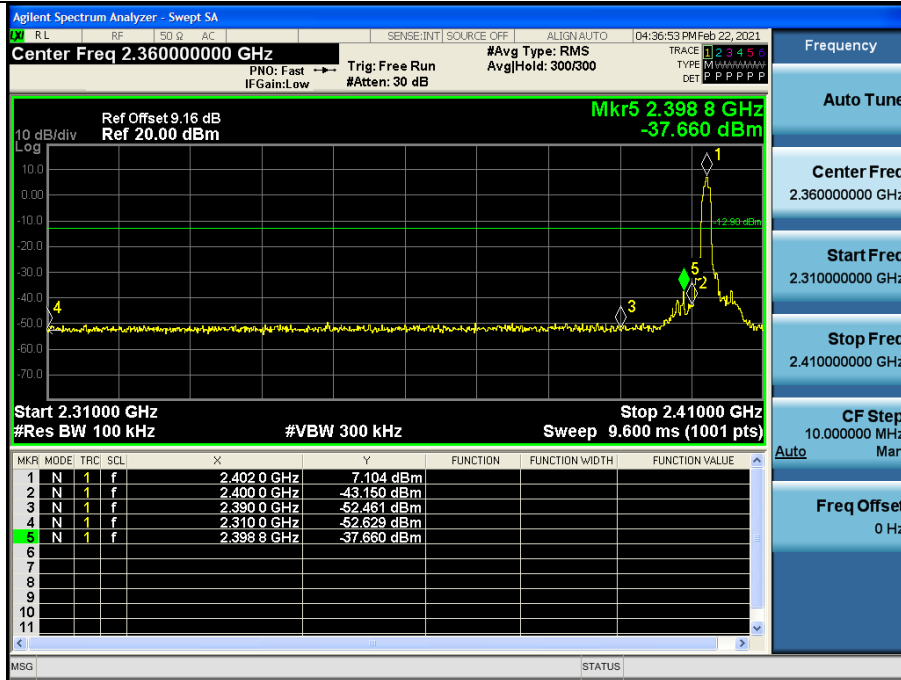 Agilent Spectrum Analyzer - Swept SA
LXI RL RF 50 Ω AC SENSE:INT SOURCE OFF ALIGN AUTO 04:36:53 PM Feb 22, 2021
Center Freq 2.360000000 GHz
PNO: Fast
IFGain:Low
Trig: Free Run
#Atten: 30 dB
#Avg Type: RMS
Avg|Hold: 300/300
TRACE 1 2 3 4 5 6
TYPE M W W W W W
DET P P P P P P
Mkr5 2.398 8 GHz
-37.660 dBm
Ref Offset 9.16 dB
10 dB/div Ref 20.00 dBm
Log
10.0
0.00
-10.0
-20.0
-30.0
-40.0
-50.0
-60.0
-70.0
-12.90 dBm
1
5
2
3
4
Start 2.31000 GHz Stop 2.41000 GHz
#Res BW 100 kHz #VBW 300 kHz Sweep 9.600 ms (1001 pts)
MKR MODE TRC SCL X Y FUNCTION FUNCTION WIDTH FUNCTION VALUE
1 N 1 f 2.402 0 GHz 7.104 dBm
2 N 1 f 2.400 0 GHz -43.150 dBm
3 N 1 f 2.390 0 GHz -52.461 dBm
4 N 1 f 2.310 0 GHz -52.629 dBm
5 N 1 f 2.398 8 GHz -37.660 dBm
6
7
8
9
10
11
MSG STATUS
Frequency
Auto Tune
Center Freq
2.360000000 GHz
Start Freq
2.310000000 GHz
Stop Freq
2.410000000 GHz
CF Step
10.000000 MHz
Auto Man
Freq Offset
0 Hz